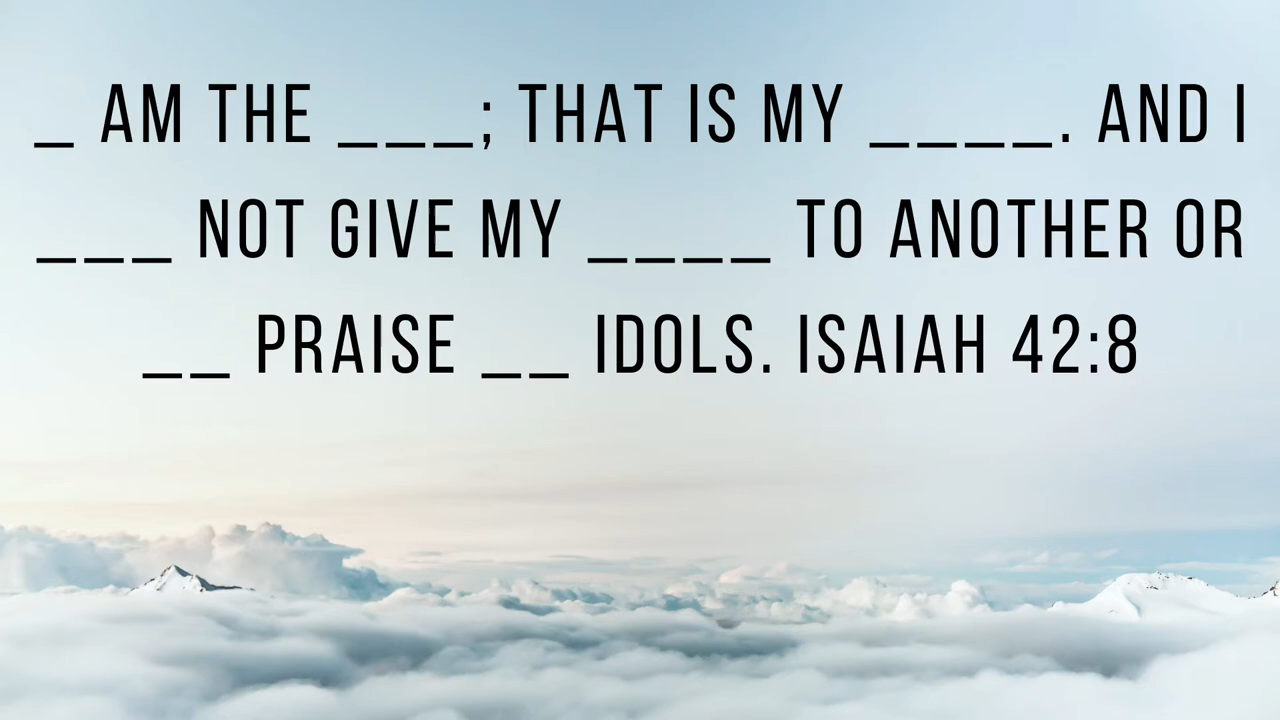 _ AM THE ___; THAT IS MY ____. AND I
___ NOT GIVE MY ____ TO ANOTHER OR
__ PRAISE __ IDOLS. ISAIAH 42:8